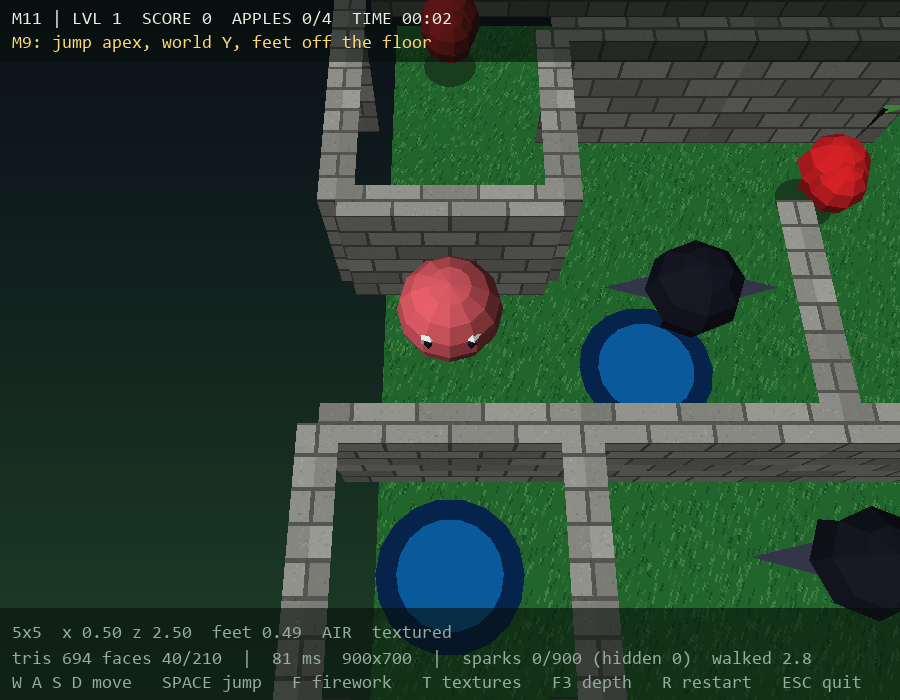 M11 | LVL 1  SCORE 0  APPLES 0/4  TIME 00:02
M9: jump apex, world Y, feet off the floor
5x5  x 0.50 z 2.50  feet 0.49  AIR  textured
tris 694 faces 40/210  |  81 ms  900x700  |  sparks 0/900 (hidden 0)  walked 2.8
W A S D move   SPACE jump   F firework   T textures   F3 depth   R restart   ESC quit